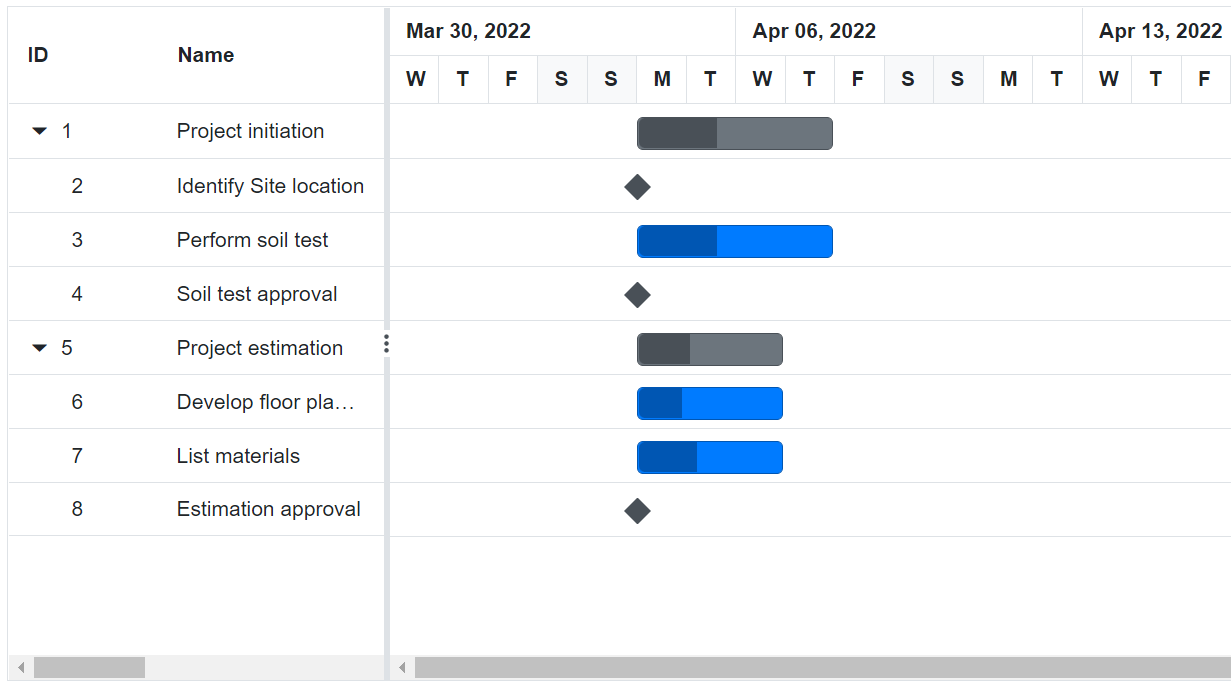 ID Name Mar 30, 2022 Apr 06, 2022 Apr 13, 2022
W T F S S M T W T F S S M T W T F
1 Project initiation
2 Identify Site location
3 Perform soil test
4 Soil test approval
5 Project estimation
6 Develop floor pla…
7 List materials
8 Estimation approval